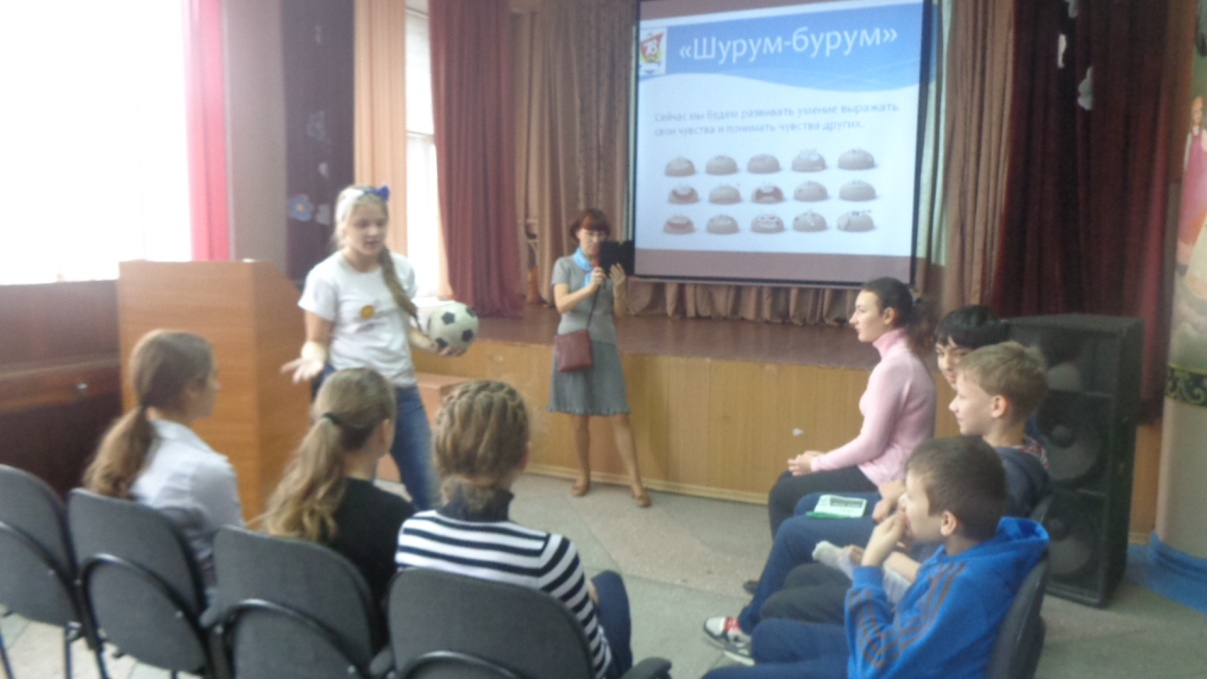 «Шурум-бурум»
Сейчас мы будем развивать умение выражать
свои чувства и понимать чувства других.